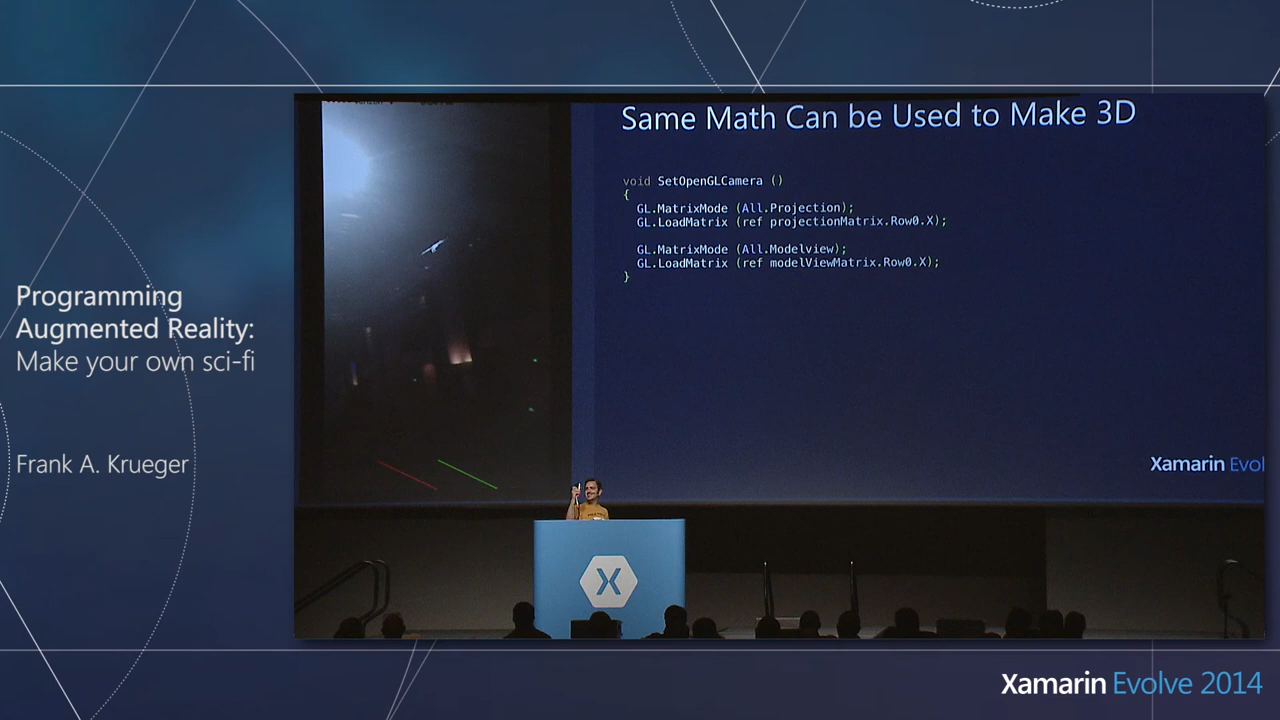 Programming
Augmented Reality:
Make your own sci-fi
Frank A. Krueger
Same Math Can be Used to Make 3D
void SetOpenGLCamera ()
{
GL.MatrixMode (All.Projection);
GL.LoadMatrix (ref projectionMatrix.Row0.X);
GL.MatrixMode (All.Modelview);
GL.LoadMatrix (ref modelViewMatrix.Row0.X);
}
Xamarin Evol
X
Xamarin Evolve 2014